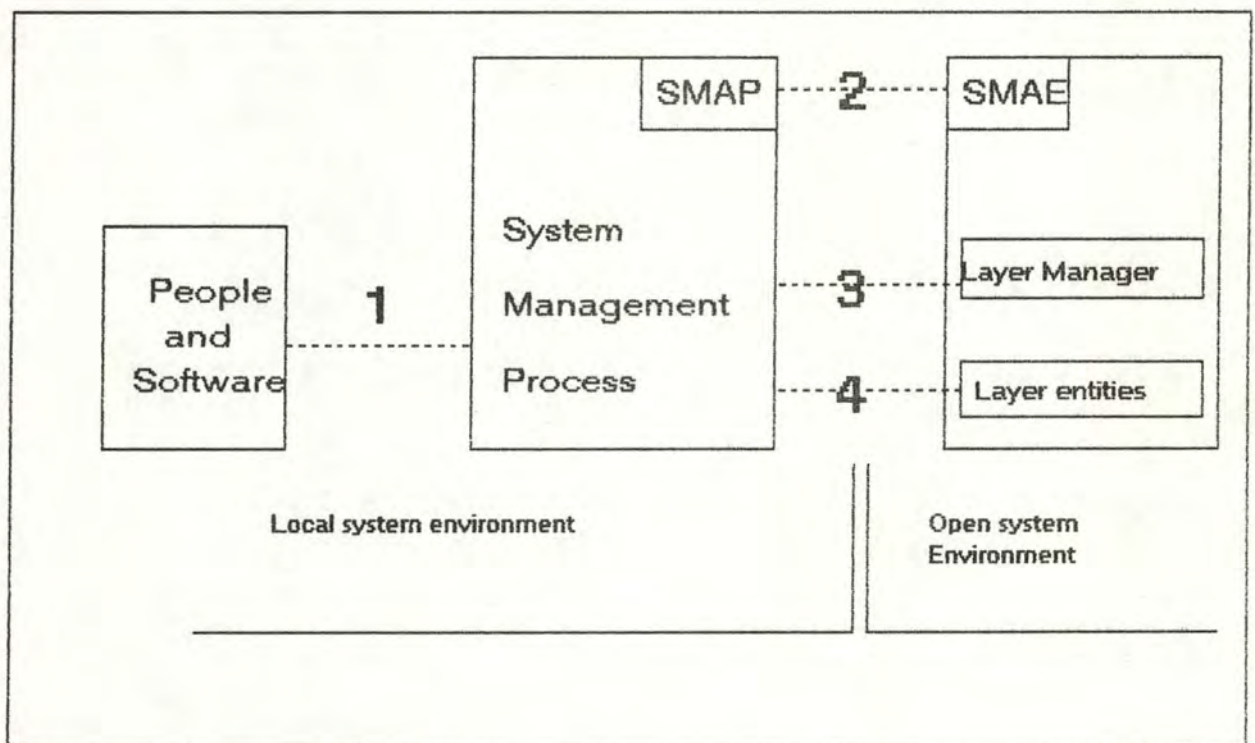 SMAP
2
SMAE
System
Management
Process
People
and
Software
1
3
4
Layer Manager
Layer entities
Local system environment
Open system
Environment